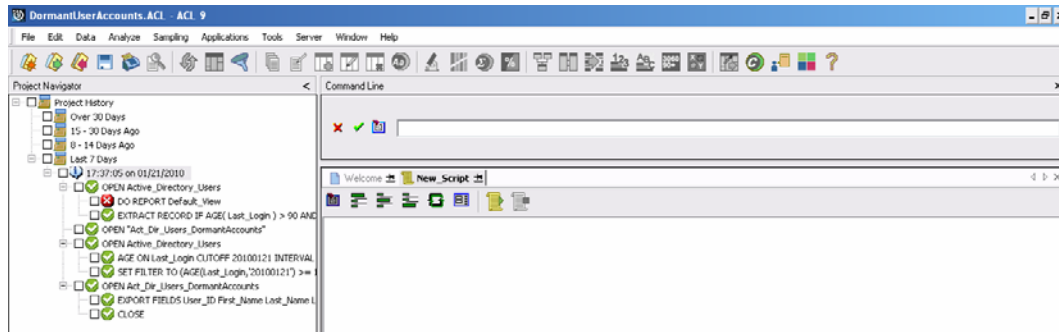 DormantUserAccounts.ACL - ACL 9
File Edit Data Analyze Sampling Applications Tools Server Window Help
Project Navigator <
Command Line
Project History
Over 30 Days
15 - 30 Days Ago
8 - 14 Days Ago
Last 7 Days
17:37:05 on 01/21/2010
OPEN Active_Directory_Users
DO REPORT Default_View
EXTRACT RECORD IF AGE( Last_Login ) > 90 AND
OPEN "Act_Dir_Users_DormantAccounts"
OPEN Active_Directory_Users
AGE ON Last_Login CUTOFF 20100121 INTERVAL
SET FILTER TO (AGE(Last_Login,'20100121') >=
OPEN Act_Dir_Users_DormantAccounts
EXPORT FIELDS User_ID First_Name Last_Name L
CLOSE
Welcome New_Script